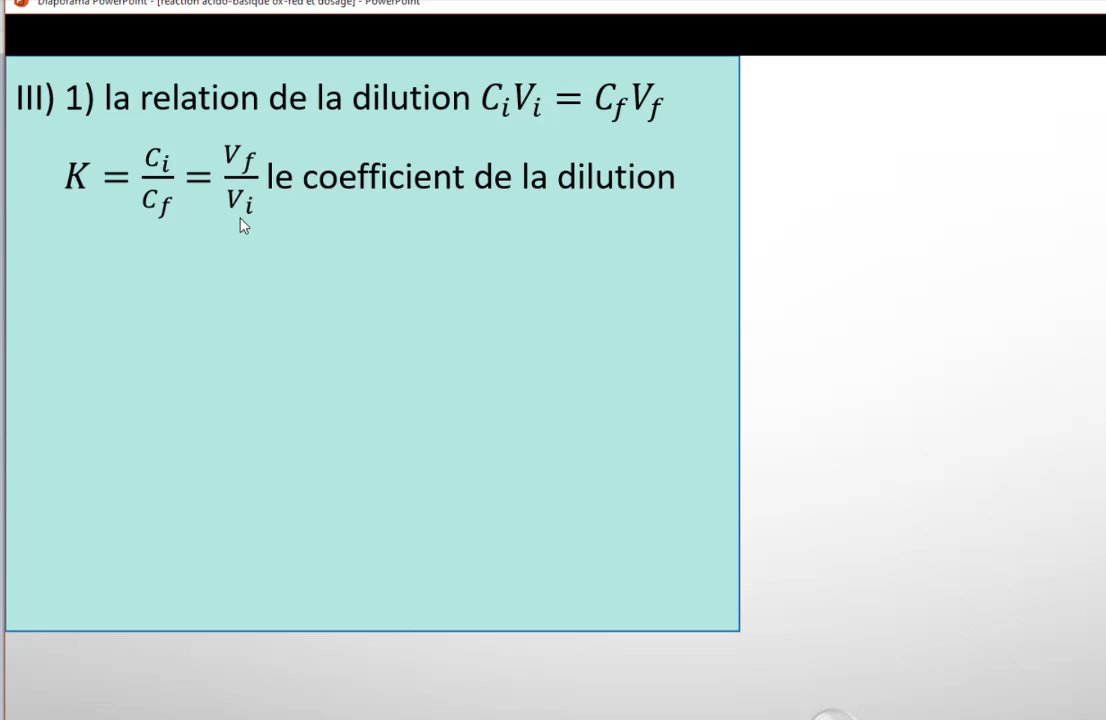 Diaporama PowerPoint - [réaction acido-basique ox-red et dosage] - PowerPoint
III) 1) la relation de la dilution CᵢVᵢ = C_fV_f
K = Cᵢ/C_f = V_f/Vᵢ le coefficient de la dilution